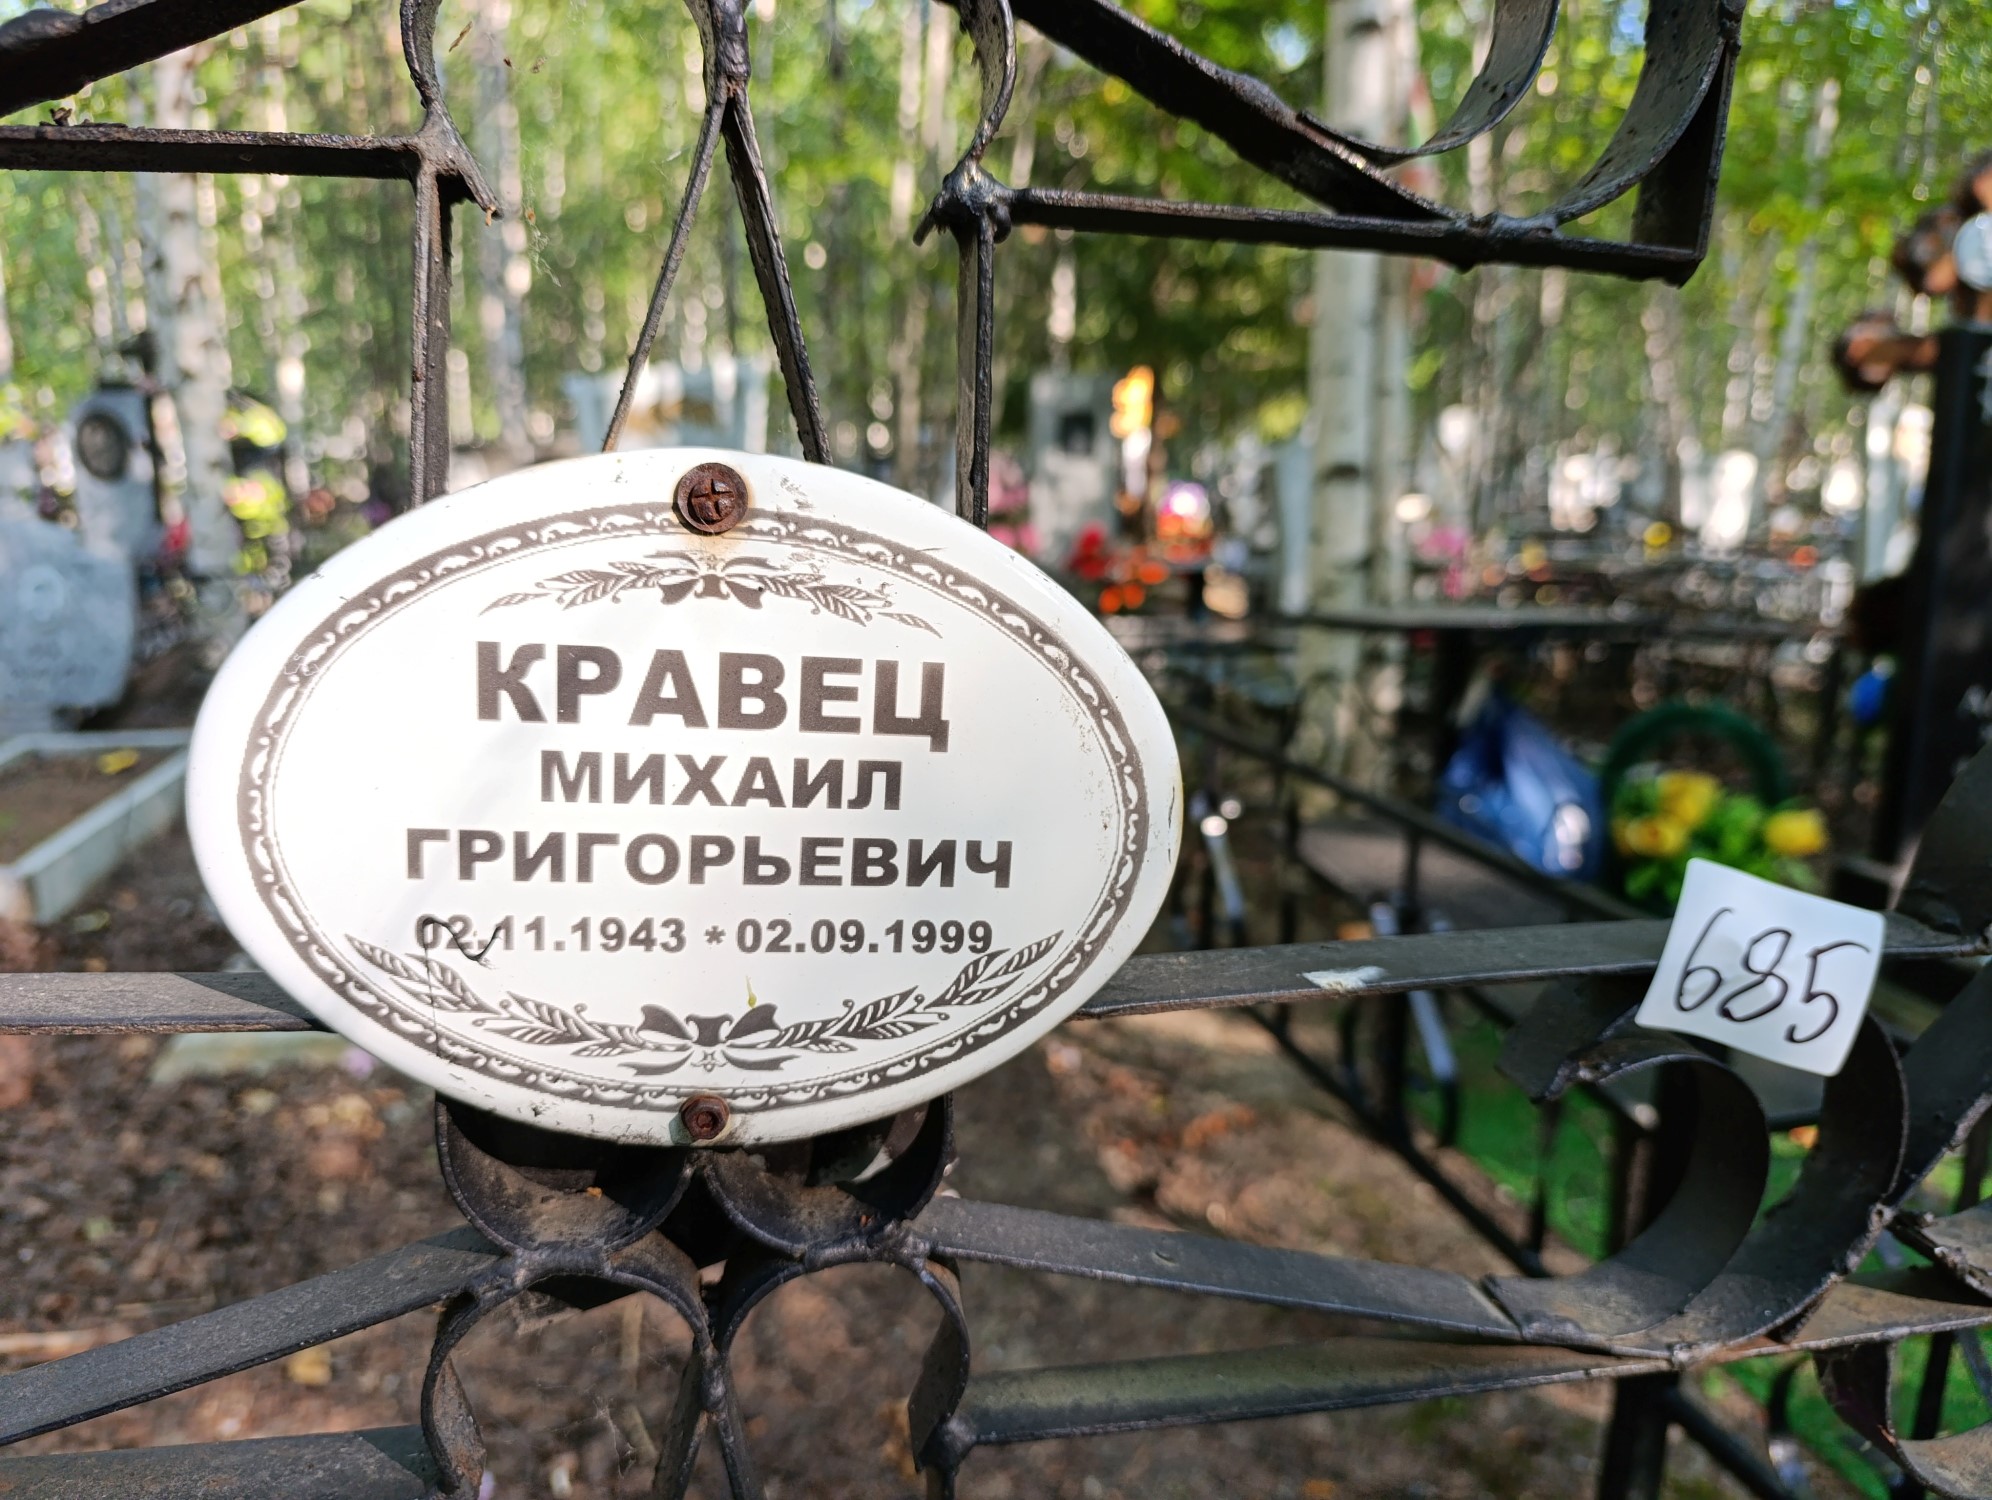 КРАВЕЦ
МИХАИЛ
ГРИГОРЬЕВИЧ
02.11.1943 * 02.09.1999
685